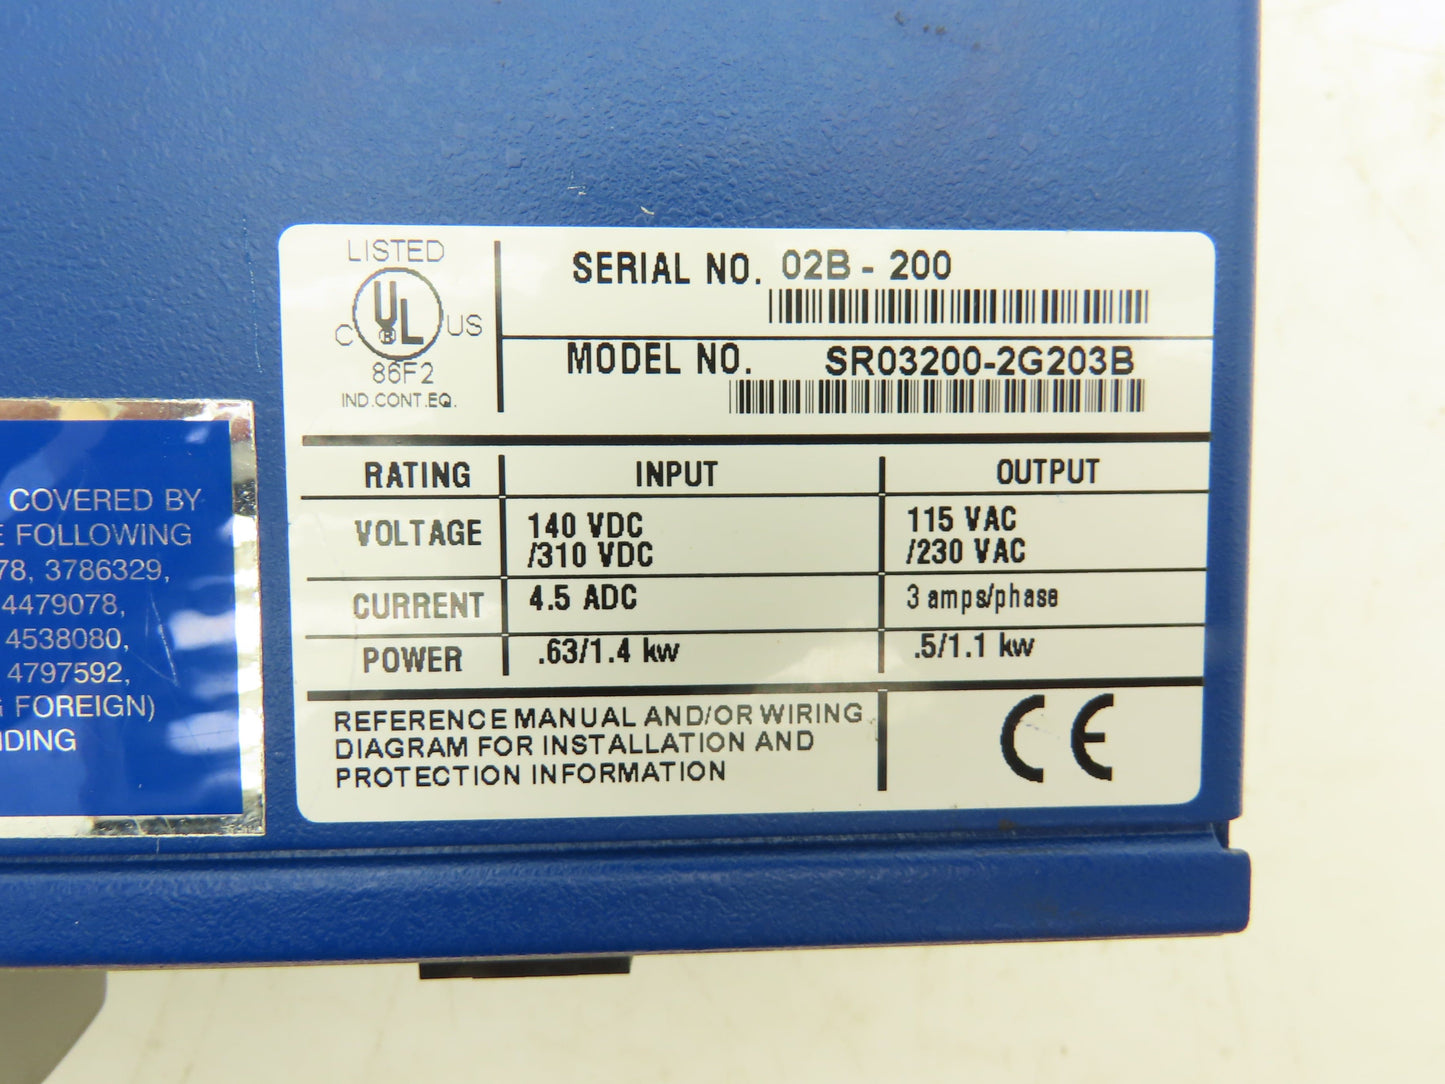 COVERED BY
E FOLLOWING
78, 3786329,
4479078,
4538080,
4797592,
G FOREIGN)
NDING
LISTED
C UL ® US
86F2
IND.CONT.EQ.
SERIAL NO. 02B - 200
MODEL NO. SR03200-2G203B
RATING INPUT OUTPUT
VOLTAGE 140 VDC 115 VAC
/310 VDC /230 VAC
CURRENT 4.5 ADC 3 amps/phase
POWER .63/1.4 kw .5/1.1 kw
REFERENCE MANUAL AND/OR WIRING
DIAGRAM FOR INSTALLATION AND
PROTECTION INFORMATION
CE